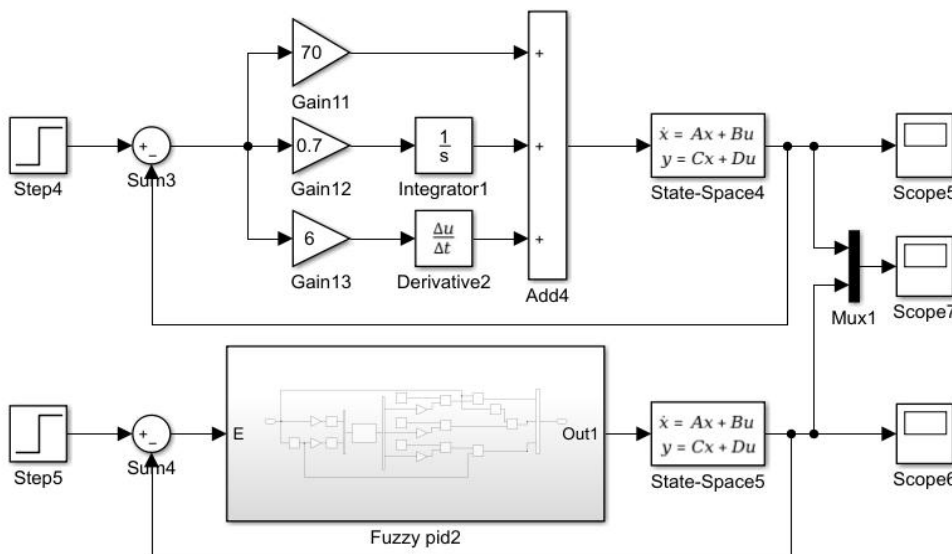 70
Gain11
+
Step4
+
−
Sum3
0.7
Gain12
1
s
Integrator1
+
ẋ = Ax + Bu
y = Cx + Du
State-Space4
Scope5
6
Gain13
Δu
Δt
Derivative2
+
Add4
Mux1
Scope7
Step5
+
−
Sum4
E
Out1
Fuzzy pid2
ẋ = Ax + Bu
y = Cx + Du
State-Space5
Scope6